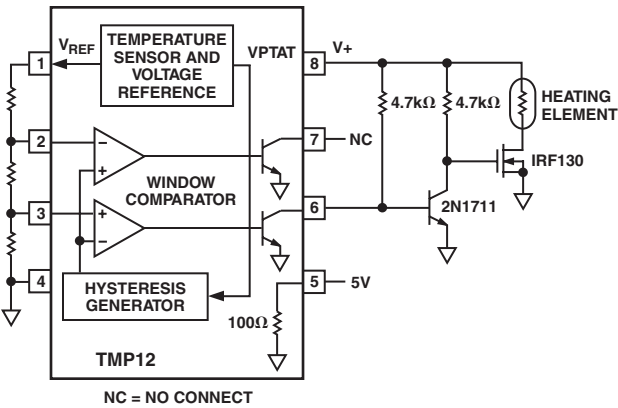 V_REF
TEMPERATURE
SENSOR AND
VOLTAGE
REFERENCE
VPTAT
V+
1
8
4.7kΩ
4.7kΩ
HEATING
ELEMENT
2
7
NC
IRF130
WINDOW
COMPARATOR
3
6
2N1711
4
5
5V
HYSTERESIS
GENERATOR
100Ω
TMP12
NC = NO CONNECT
−
+
+
−